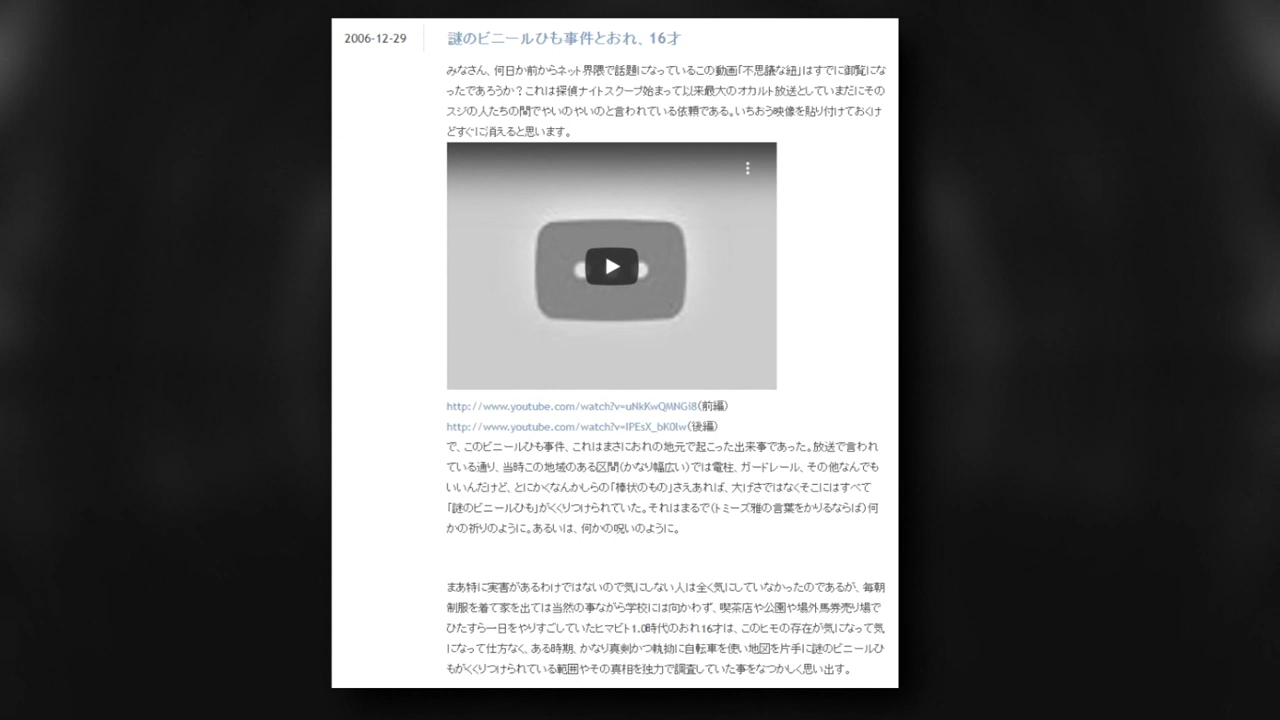 2006-12-29
謎のビニールひも事件とおれ、16才
みなさん、何日か前からネット界隈で話題になっているこの動画「不思議な紐」はすでに御覧にな
ったであろうか？これは探偵ナイトスクープ始まって以来最大のオカルト放送としていまだにその
スジの人たちの間でやいのやいのと言われている依頼である。いちおう映像を貼り付けておくけ
どすぐに消えると思います。
http://www.youtube.com/watch?v=uNkKwQMNGi8(前編)
http://www.youtube.com/watch?v=IPEsX_bK0lw(後編)
で、このビニールひも事件、これはまさにおれの地元で起こった出来事であった。放送で言われ
ている通り、当時この地域のある区間(かなり幅広い)では電柱、ガードレール、その他なんでも
いいんだけど、とにかくなんかしらの「棒状のもの」さえあれば、大げさではなくそこにはすべて
「謎のビニールひも」がくくりつけられていた。それはまるで(トミーズ雅の言葉をかりるならば)何
かの祈りのように。あるいは、何かの呪いのように。
まあ特に実害があるわけではないので気にしない人は全く気にしていなかったのであるが、毎朝
制服を着て家を出ては当然の事ながら学校には向かわず、喫茶店や公園や場外馬券売り場で
ひたすら一日をやりすごしていたヒマビト1.0時代のおれ16才は、このヒモの存在が気になって気
になって仕方なく、ある時期、かなり真剣かつ執拗に自転車を使い地図を片手に謎のビニールひ
もがくくりつけられている範囲やその真相を独力で調査していた事をなつかしく思い出す。